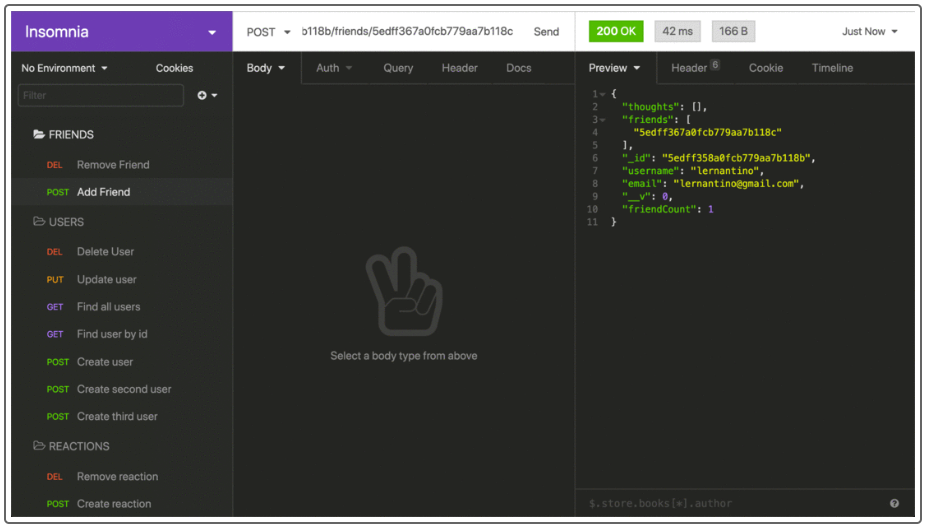 Insomnia
POST b118b/friends/5edff367a0fcb779aa7b118c Send
200 OK 42 ms 166 B Just Now
No Environment Cookies
Filter
FRIENDS
DEL Remove Friend
POST Add Friend
USERS
DEL Delete User
PUT Update user
GET Find all users
GET Find user by id
POST Create user
POST Create second user
POST Create third user
REACTIONS
DEL Remove reaction
POST Create reaction
Body Auth Query Header Docs
Select a body type from above
Preview Header 6 Cookie Timeline
1 {
2 "thoughts": [],
3 "friends": [
4 "5edff367a0fcb779aa7b118c"
5 ],
6 "_id": "5edff358a0fcb779aa7b118b",
7 "username": "lernantino",
8 "email": "lernantino@gmail.com",
9 "__v": 0,
10 "friendCount": 1
11 }
$.store.books[*].author